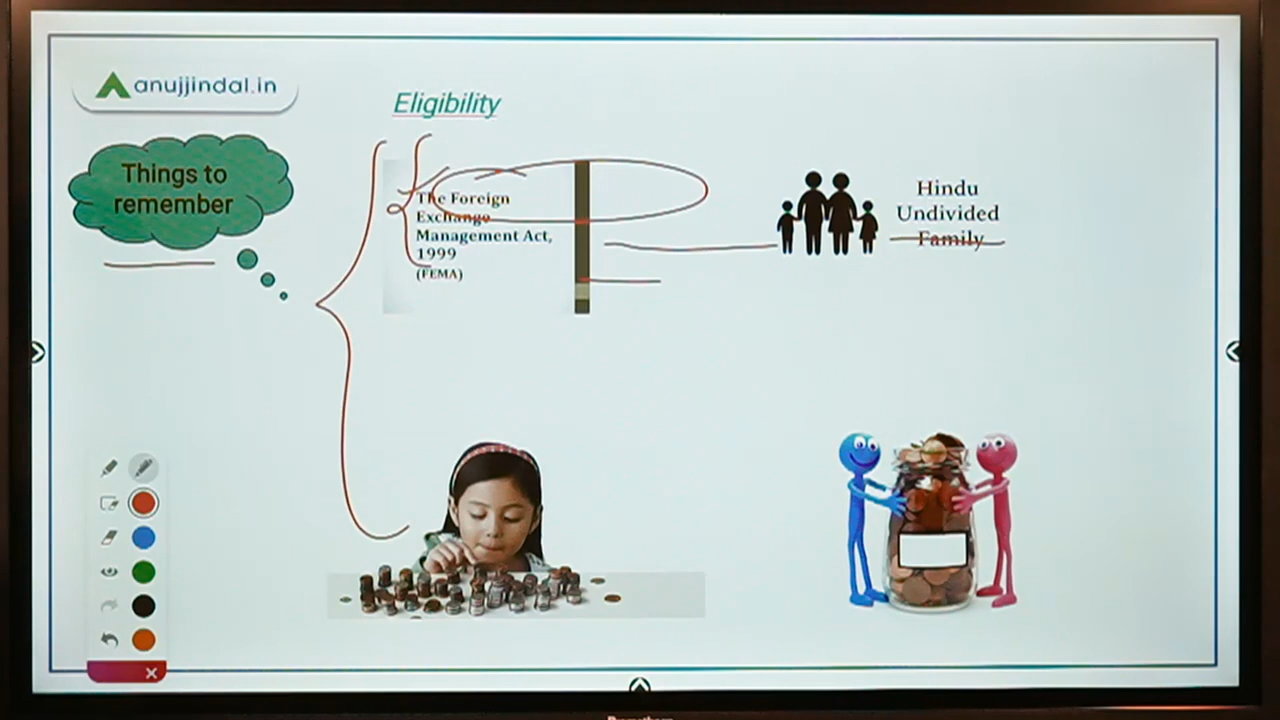 anujjindal.in
Eligibility
Things to
remember
The Foreign
Exchange
Management Act,
1999
(FEMA)
Hindu
Undivided
Family